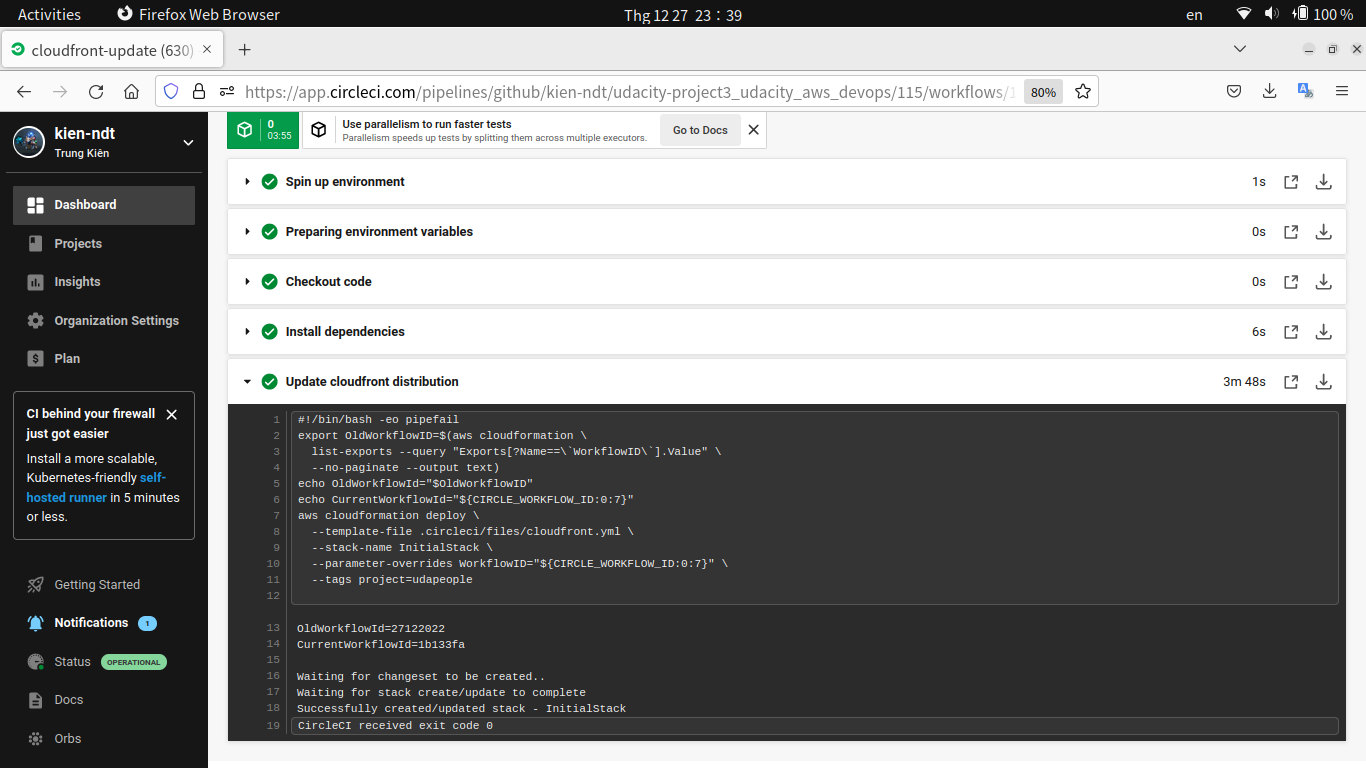 Activities
Firefox Web Browser
Thg 12 27 23:39
en
100 %
cloudfront-update (630)
https://app.circleci.com/pipelines/github/kien-ndt/udacity-project3_udacity_aws_devops/115/workflows/1
80%
kien-ndt
Trung Kiên
Dashboard
Projects
Insights
Organization Settings
Plan
CI behind your firewall
just got easier
Install a more scalable,
Kubernetes-friendly self-
hosted runner in 5 minutes
or less.
Getting Started
Notifications 1
Status OPERATIONAL
Docs
Orbs
0
03:55
Use parallelism to run faster tests
Parallelism speeds up tests by splitting them across multiple executors.
Go to Docs
Spin up environment 1s
Preparing environment variables 0s
Checkout code 0s
Install dependencies 6s
Update cloudfront distribution 3m 48s
1 #!/bin/bash -eo pipefail
2 export OldWorkflowID=$(aws cloudformation \
3 list-exports --query "Exports[?Name==\`WorkflowID\`].Value" \
4 --no-paginate --output text)
5 echo OldWorkflowId="$OldWorkflowID"
6 echo CurrentWorkflowId="${CIRCLE_WORKFLOW_ID:0:7}"
7 aws cloudformation deploy \
8 --template-file .circleci/files/cloudfront.yml \
9 --stack-name InitialStack \
10 --parameter-overrides WorkflowID="${CIRCLE_WORKFLOW_ID:0:7}" \
11 --tags project=udapeople
12
13 OldWorkflowId=27122022
14 CurrentWorkflowId=1b133fa
15
16 Waiting for changeset to be created..
17 Waiting for stack create/update to complete
18 Successfully created/updated stack - InitialStack
19 CircleCI received exit code 0